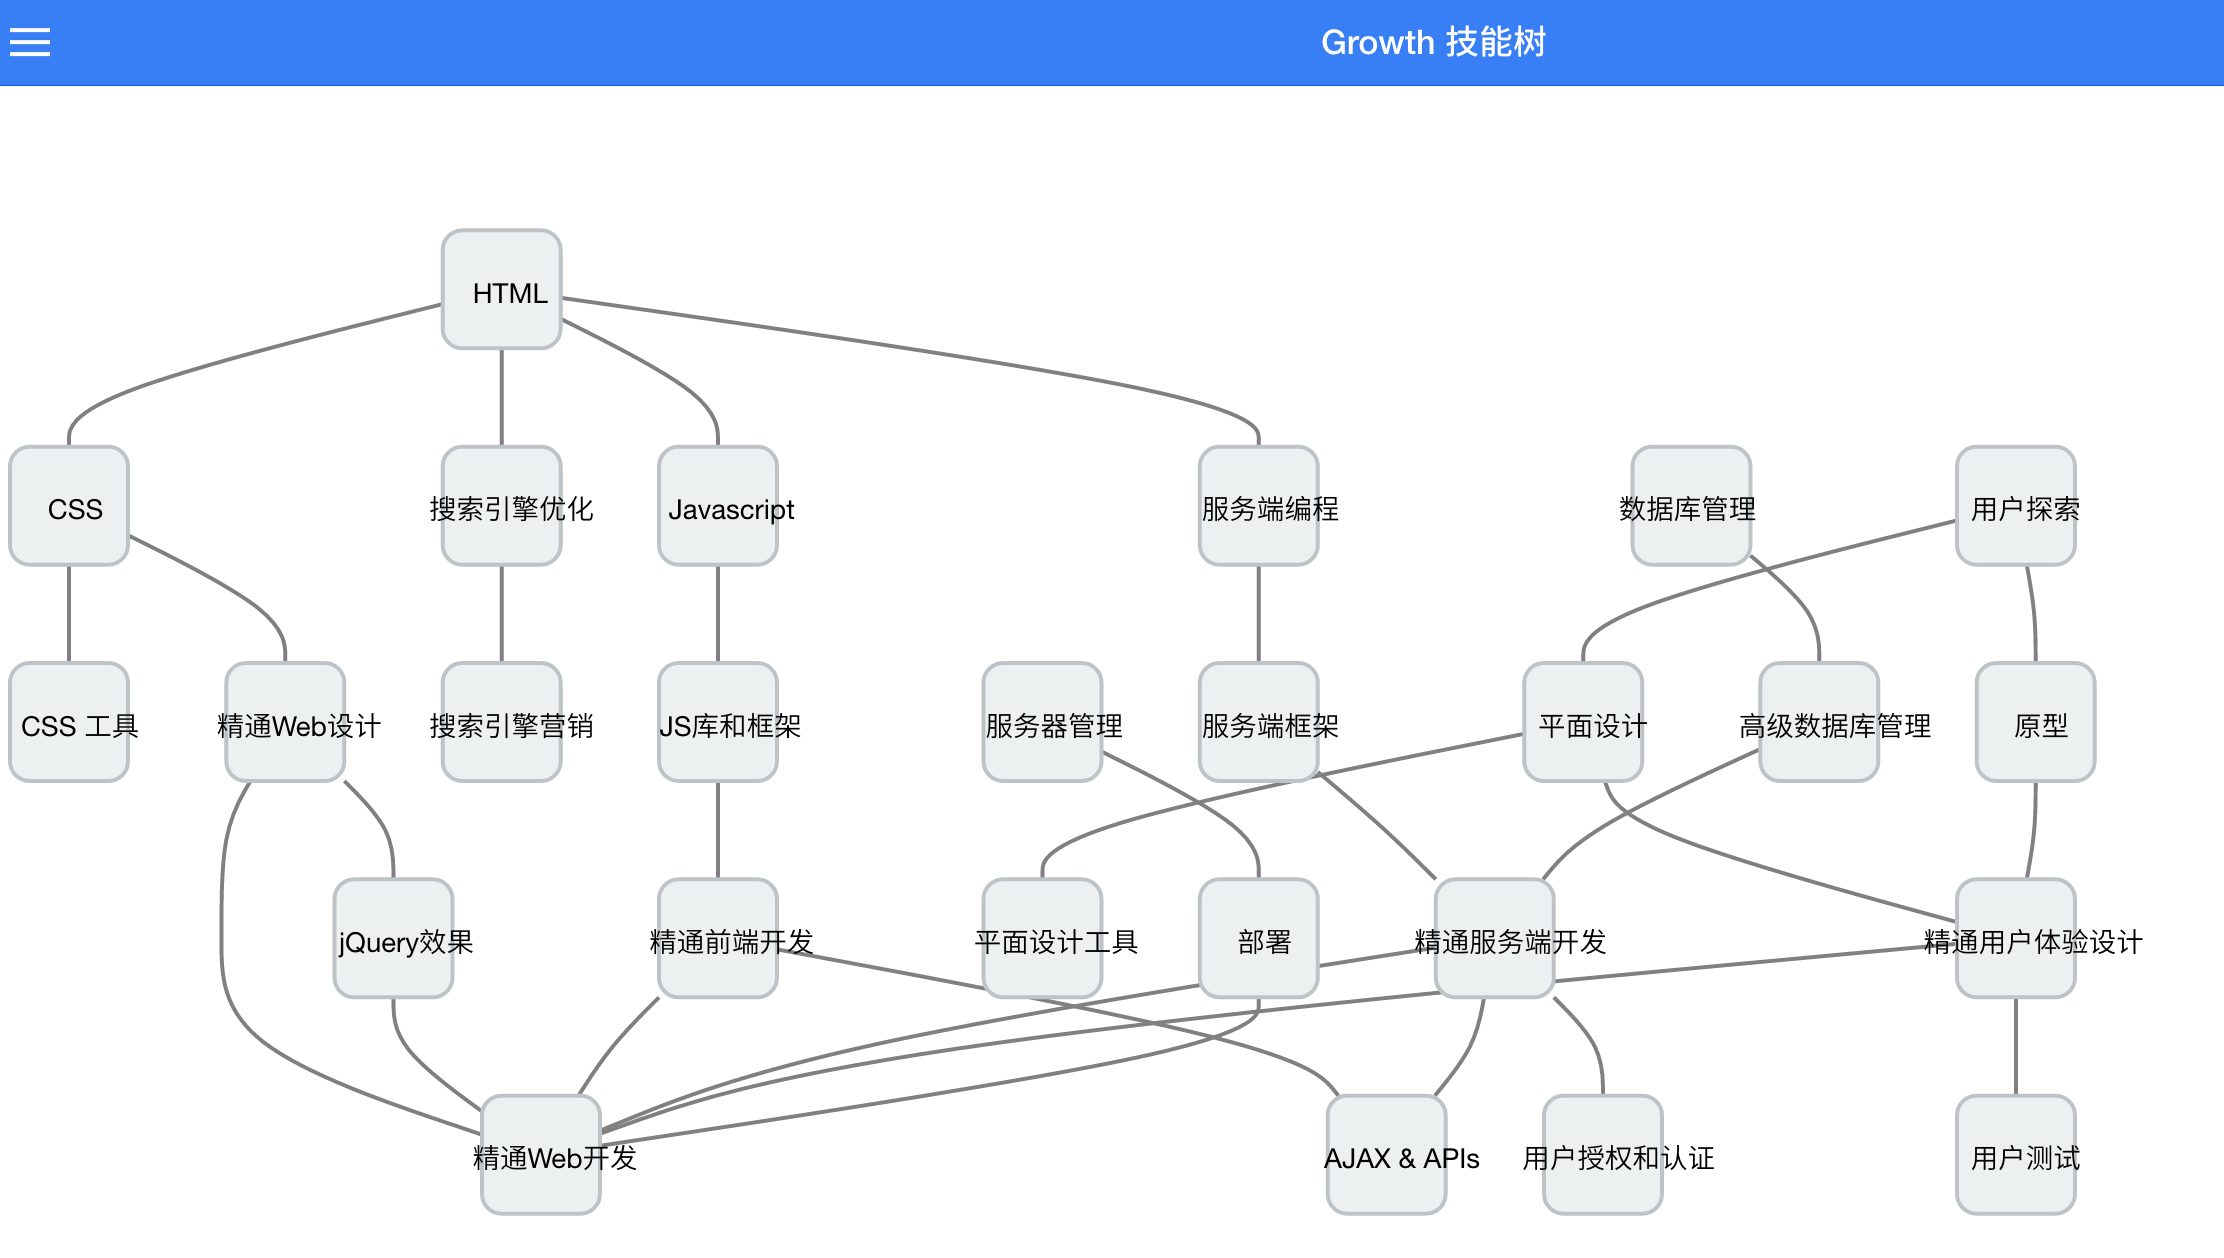 Growth 技能树
HTML
CSS
搜索引擎优化
Javascript
服务端编程
数据库管理
用户探索
CSS 工具
精通Web设计
搜索引擎营销
JS库和框架
服务器管理
服务端框架
平面设计
高级数据库管理
原型
jQuery效果
精通前端开发
平面设计工具
部署
精通服务端开发
精通用户体验设计
精通Web开发
AJAX & APIs
用户授权和认证
用户测试